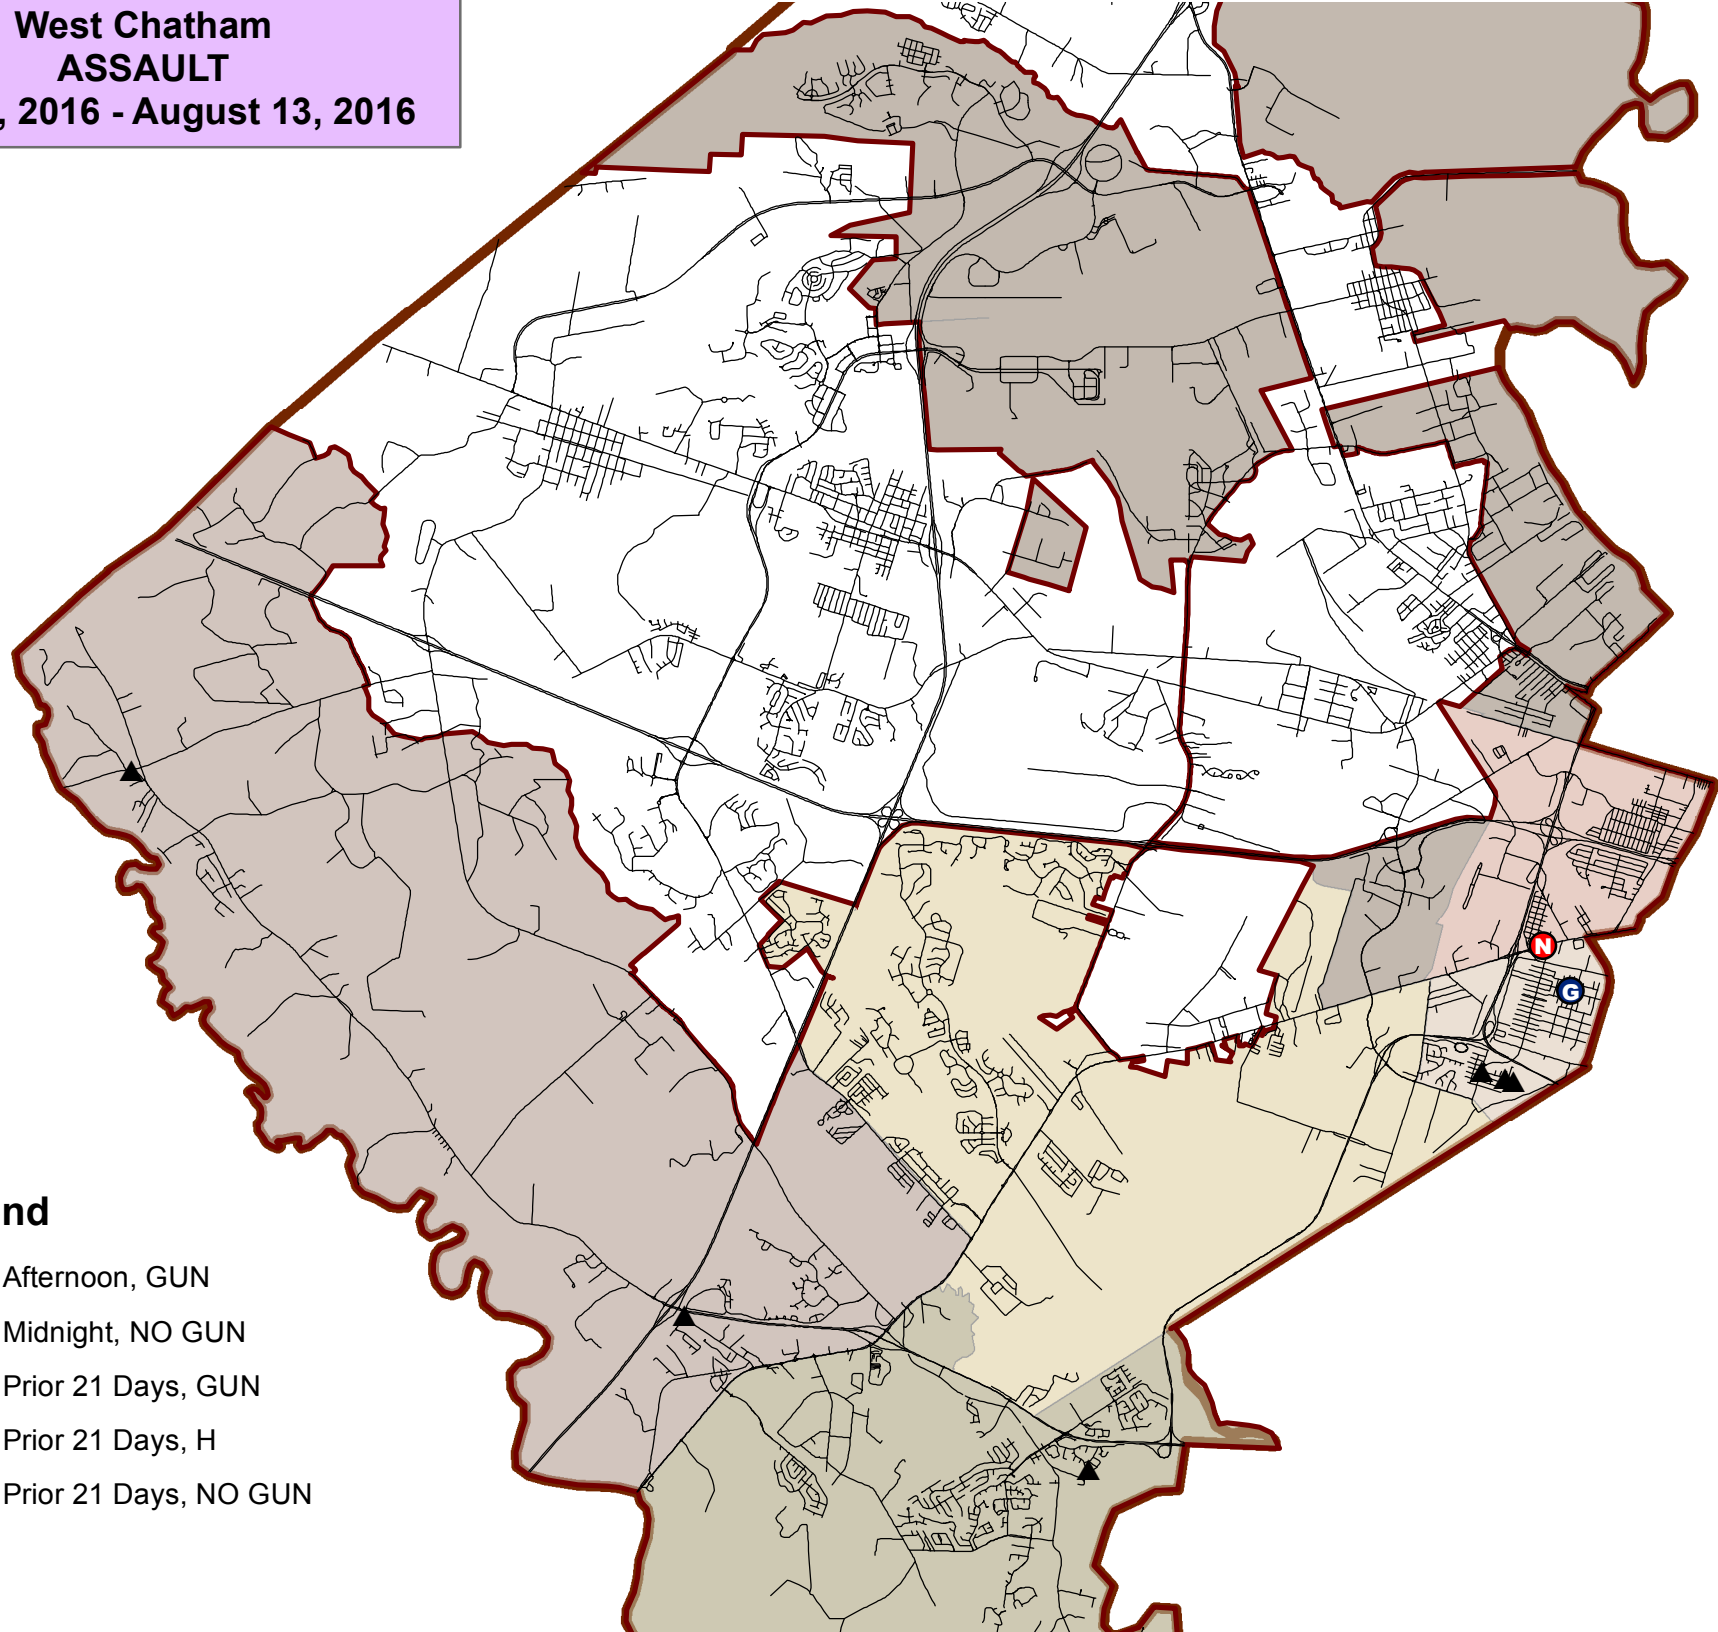 West Chatham
ASSAULT
, 2016 - August 13, 2016
N
G
nd
Afternoon, GUN
Midnight, NO GUN
Prior 21 Days, GUN
Prior 21 Days, H
Prior 21 Days, NO GUN